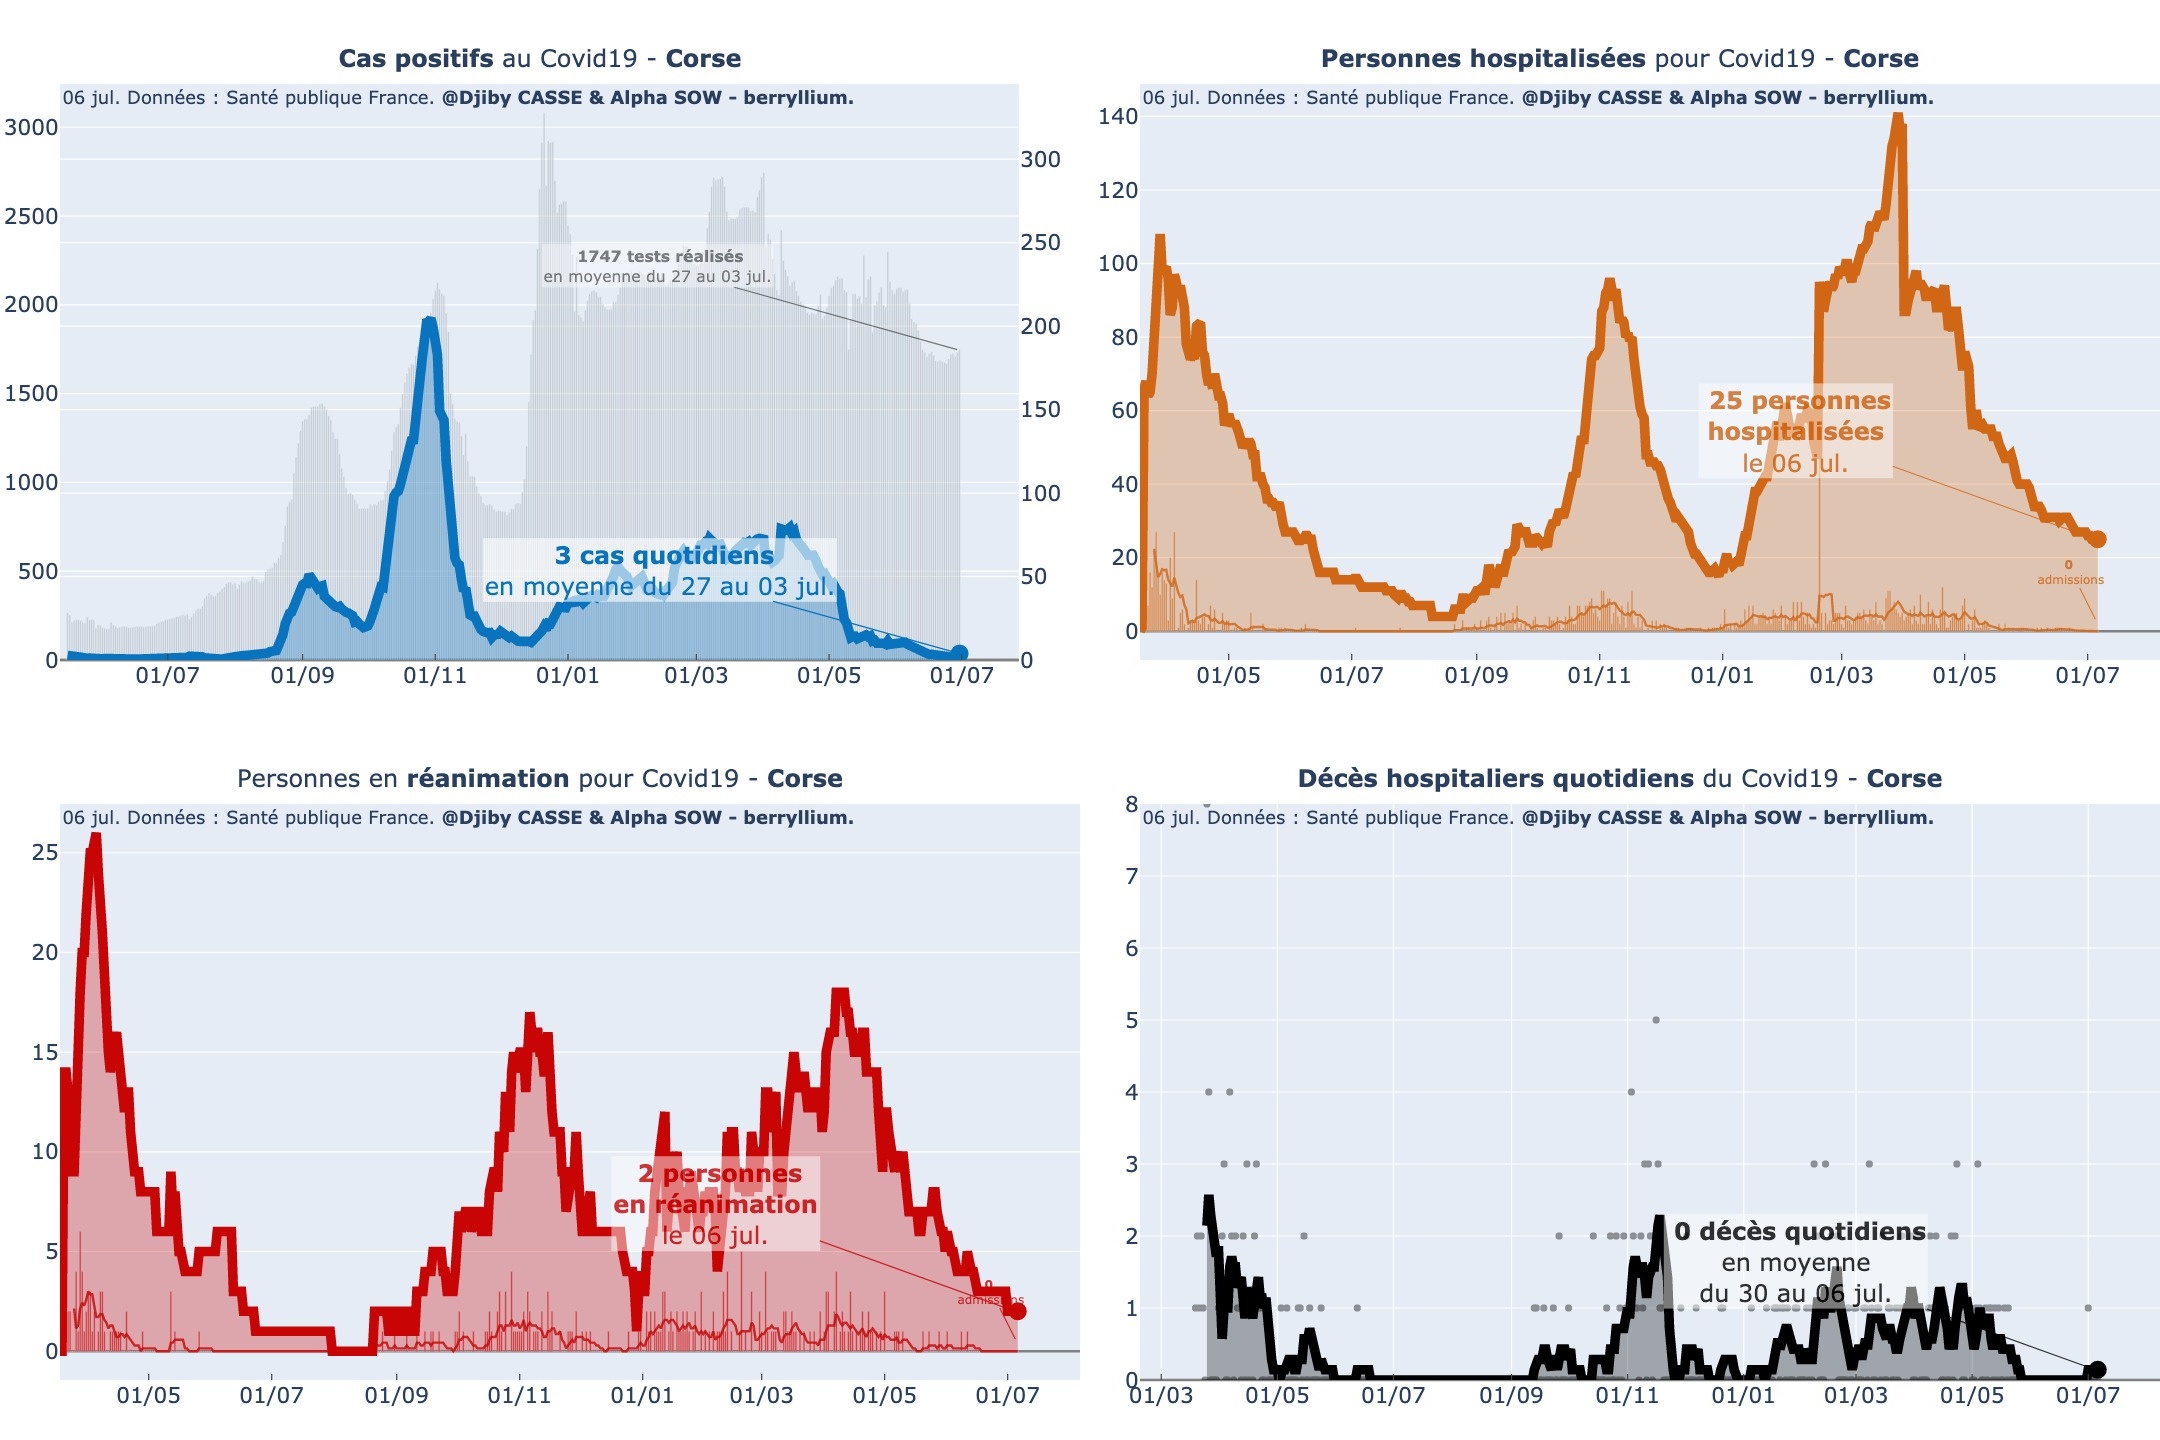 Cas positifs au Covid19 - Corse
06 jul. Données : Santé publique France. @Djiby CASSE & Alpha SOW - berryllium.
3000
2500
2000
1500
1000
500
0
300
250
200
150
100
50
0
1747 tests réalisés
en moyenne du 27 au 03 jul.
3 cas quotidiens
en moyenne du 27 au 03 jul.
01/07 01/09 01/11 01/01 01/03 01/05 01/07
Personnes hospitalisées pour Covid19 - Corse
06 jul. Données : Santé publique France. @Djiby CASSE & Alpha SOW - berryllium.
140
120
100
80
60
40
20
0
25 personnes
hospitalisées
le 06 jul.
0
admissions
01/05 01/07 01/09 01/11 01/01 01/03 01/05 01/07
Personnes en réanimation pour Covid19 - Corse
06 jul. Données : Santé publique France. @Djiby CASSE & Alpha SOW - berryllium.
25
20
15
10
5
0
2 personnes
en réanimation
le 06 jul.
0
admissions
01/05 01/07 01/09 01/11 01/01 01/03 01/05 01/07
Décès hospitaliers quotidiens du Covid19 - Corse
06 jul. Données : Santé publique France. @Djiby CASSE & Alpha SOW - berryllium.
8
7
6
5
4
3
2
1
0
0 décès quotidiens
en moyenne
du 30 au 06 jul.
01/03 01/05 01/07 01/09 01/11 01/01 01/03 01/05 01/07